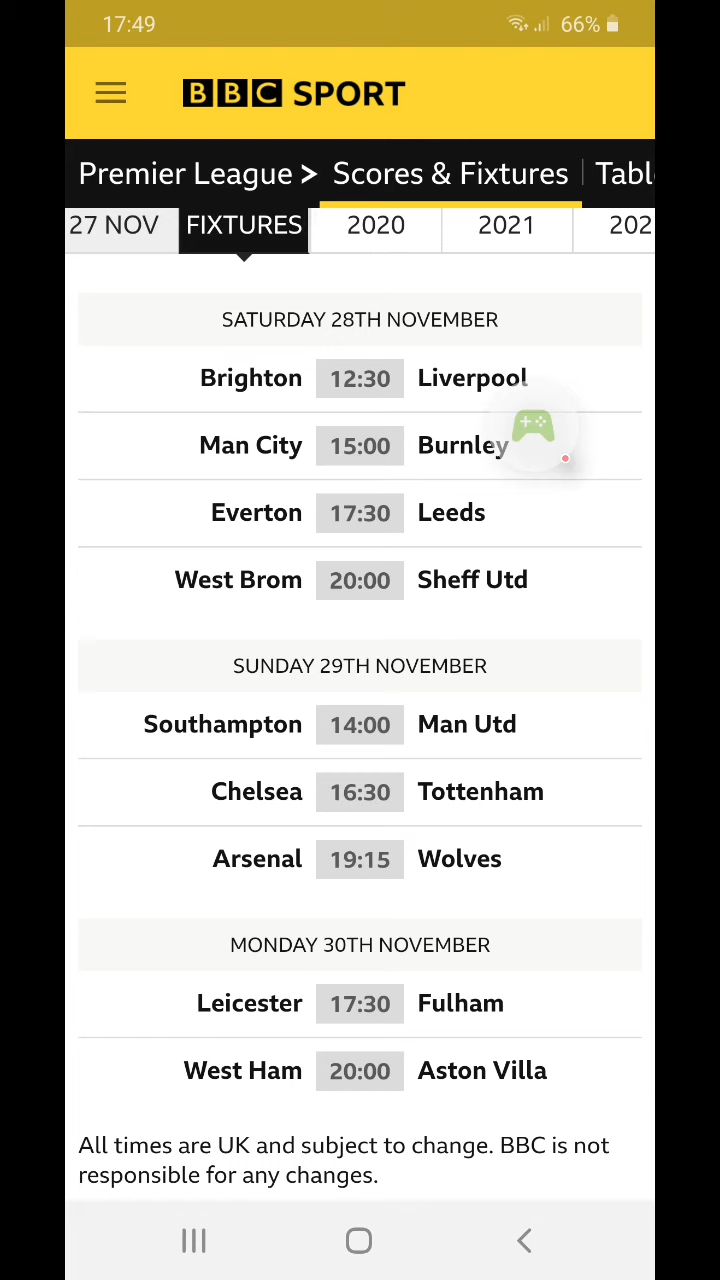 17:49 66%
BBC SPORT
Premier League > Scores & Fixtures Tabl
27 NOV FIXTURES 2020 2021 202
SATURDAY 28TH NOVEMBER
Brighton 12:30 Liverpool
Man City 15:00 Burnley
Everton 17:30 Leeds
West Brom 20:00 Sheff Utd
SUNDAY 29TH NOVEMBER
Southampton 14:00 Man Utd
Chelsea 16:30 Tottenham
Arsenal 19:15 Wolves
MONDAY 30TH NOVEMBER
Leicester 17:30 Fulham
West Ham 20:00 Aston Villa
All times are UK and subject to change. BBC is not
responsible for any changes.